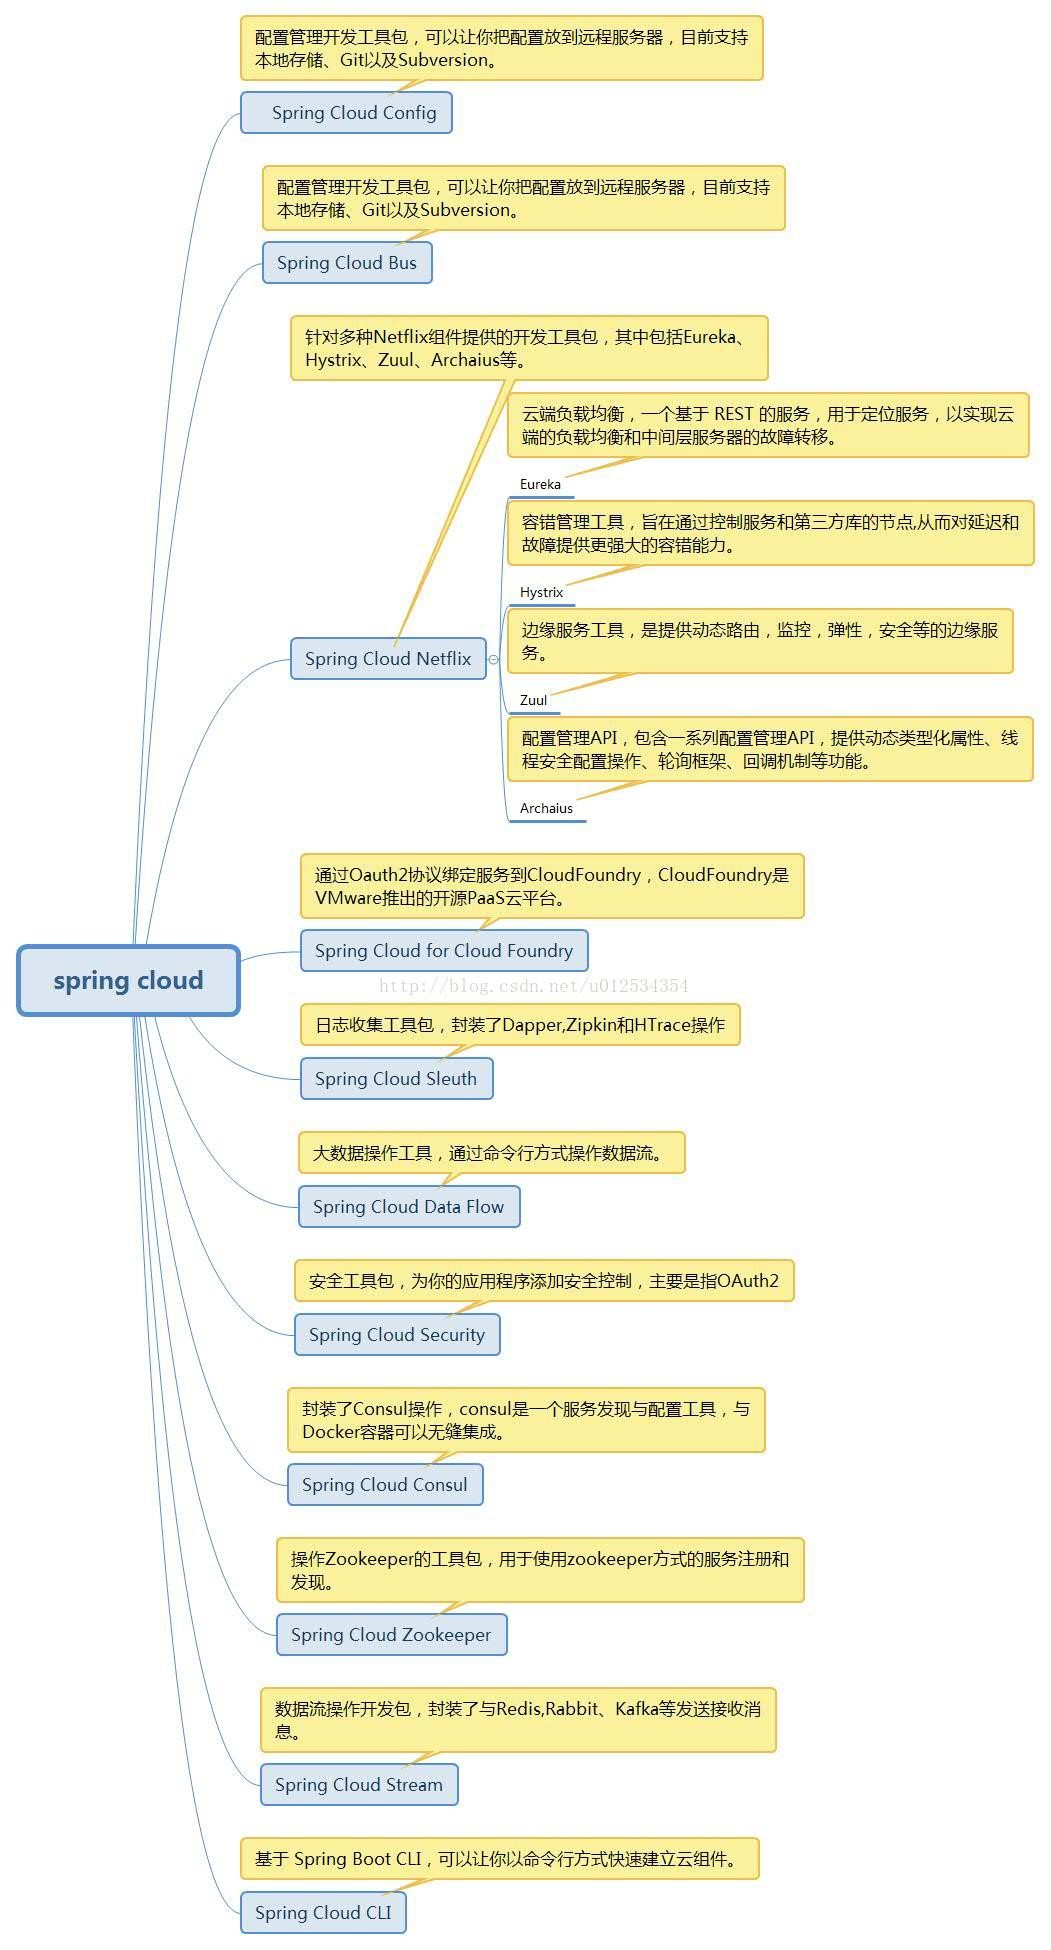 配置管理开发工具包，可以让你把配置放到远程服务器，目前支持
本地存储、Git以及Subversion。
Spring Cloud Config
配置管理开发工具包，可以让你把配置放到远程服务器，目前支持
本地存储、Git以及Subversion。
Spring Cloud Bus
针对多种Netflix组件提供的开发工具包，其中包括Eureka、
Hystrix、Zuul、Archaius等。
云端负载均衡，一个基于 REST 的服务，用于定位服务，以实现云
端的负载均衡和中间层服务器的故障转移。
Eureka
容错管理工具，旨在通过控制服务和第三方库的节点,从而对延迟和
故障提供更强大的容错能力。
Hystrix
边缘服务工具，是提供动态路由，监控，弹性，安全等的边缘服
务。
Spring Cloud Netflix
Zuul
配置管理API，包含一系列配置管理API，提供动态类型化属性、线
程安全配置操作、轮询框架、回调机制等功能。
Archaius
通过Oauth2协议绑定服务到CloudFoundry，CloudFoundry是
VMware推出的开源PaaS云平台。
Spring Cloud for Cloud Foundry
spring cloud
http://blog.csdn.net/u012534354
日志收集工具包，封装了Dapper,Zipkin和HTrace操作
Spring Cloud Sleuth
大数据操作工具，通过命令行方式操作数据流。
Spring Cloud Data Flow
安全工具包，为你的应用程序添加安全控制，主要是指OAuth2
Spring Cloud Security
封装了Consul操作，consul是一个服务发现与配置工具，与
Docker容器可以无缝集成。
Spring Cloud Consul
操作Zookeeper的工具包，用于使用zookeeper方式的服务注册和
发现。
Spring Cloud Zookeeper
数据流操作开发包，封装了与Redis,Rabbit、Kafka等发送接收消
息。
Spring Cloud Stream
基于 Spring Boot CLI，可以让你以命令行方式快速建立云组件。
Spring Cloud CLI